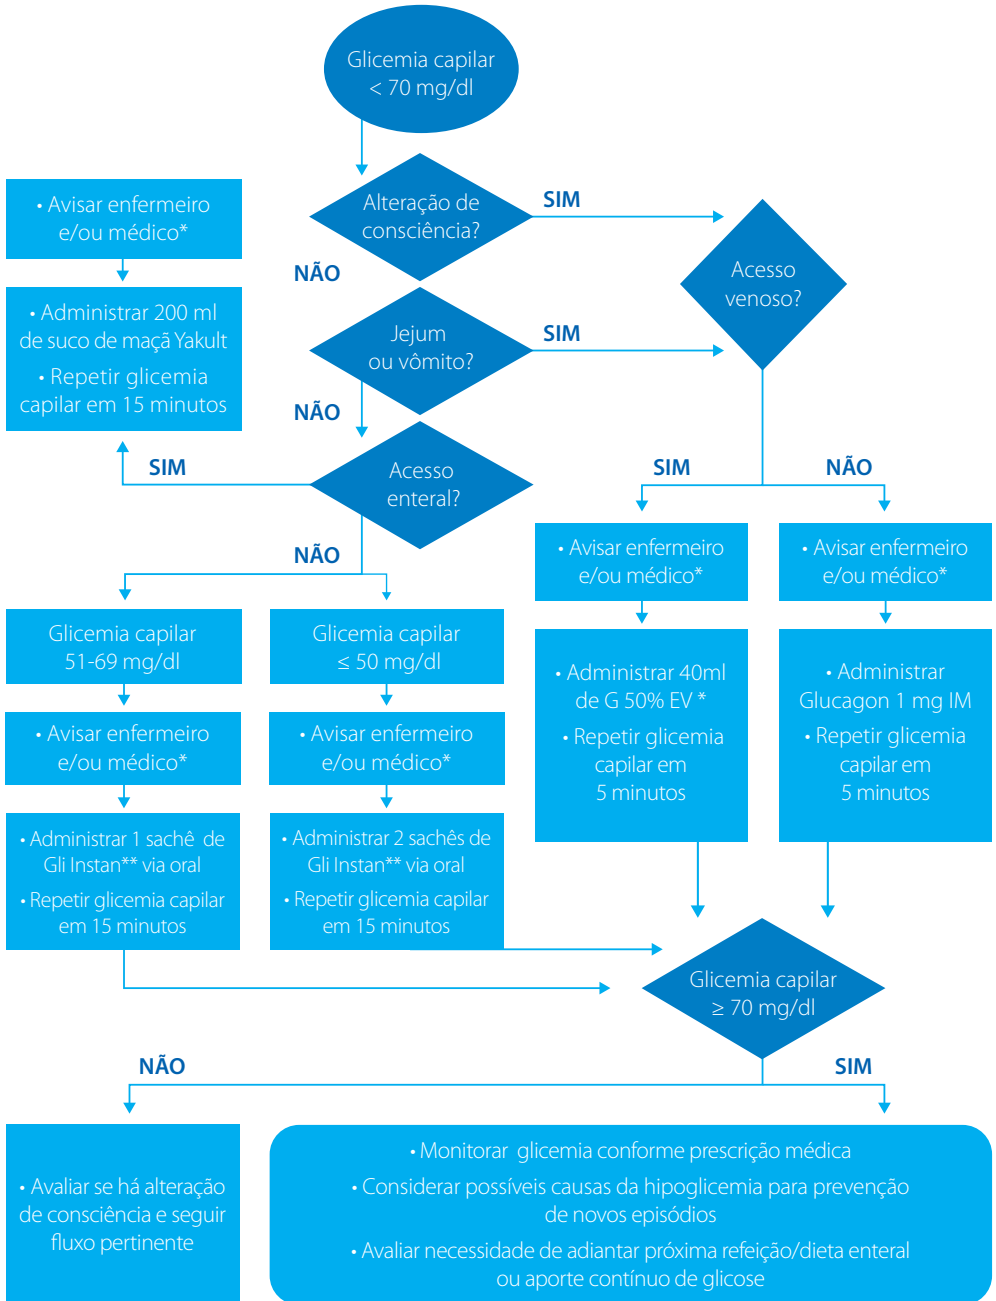 Glicemia capilar
< 70 mg/dl
Alteração de
consciência?
SIM
NÃO
Acesso
venoso?
Jejum
ou vômito?
SIM
NÃO
Acesso
enteral?
SIM
NÃO
• Avisar enfermeiro
e/ou médico*
• Administrar 200 ml
de suco de maçã Yakult
• Repetir glicemia
capilar em 15 minutos
Glicemia capilar
51-69 mg/dl
• Avisar enfermeiro
e/ou médico*
• Administrar 1 sachê de
Gli Instan** via oral
• Repetir glicemia capilar
em 15 minutos
Glicemia capilar
≤ 50 mg/dl
• Avisar enfermeiro
e/ou médico*
• Administrar 2 sachês de
Gli Instan** via oral
• Repetir glicemia capilar
em 15 minutos
SIM
NÃO
• Avisar enfermeiro
e/ou médico*
• Administrar 40ml
de G 50% EV *
• Repetir glicemia
capilar em
5 minutos
• Avisar enfermeiro
e/ou médico*
• Administrar
Glucagon 1 mg IM
• Repetir glicemia
capilar em
5 minutos
Glicemia capilar
≥ 70 mg/dl
NÃO
SIM
• Avaliar se há alteração
de consciência e seguir
fluxo pertinente
• Monitorar glicemia conforme prescrição médica
• Considerar possíveis causas da hipoglicemia para prevenção
de novos episódios
• Avaliar necessidade de adiantar próxima refeição/dieta enteral
ou aporte contínuo de glicose